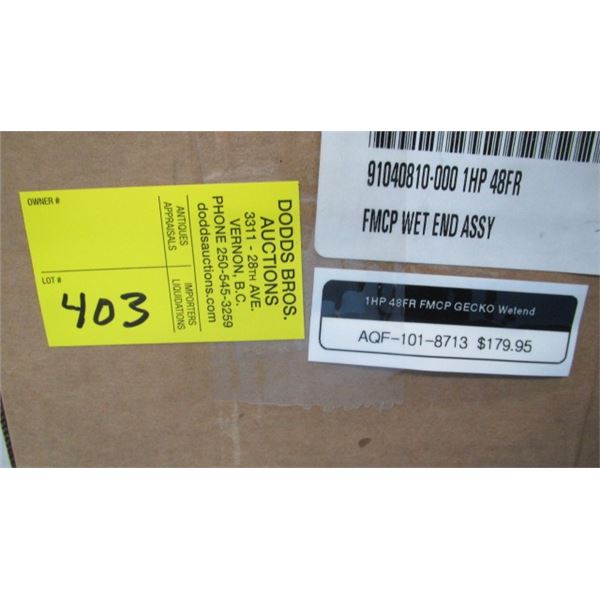 OWNER #
LOT #
403
ANTIQUES
APPRAISALS
IMPORTERS
LIQUIDATIONS
DODDS BROS.
AUCTIONS
3311 - 28TH AVE.
VERNON, B.C.
PHONE 250-545-3259
doddsauctions.com
91040810-000 1HP 48FR
FMCP WET END ASSY
1HP 48FR FMCP GECKO Wetend
AQF-101-8713 $179.95